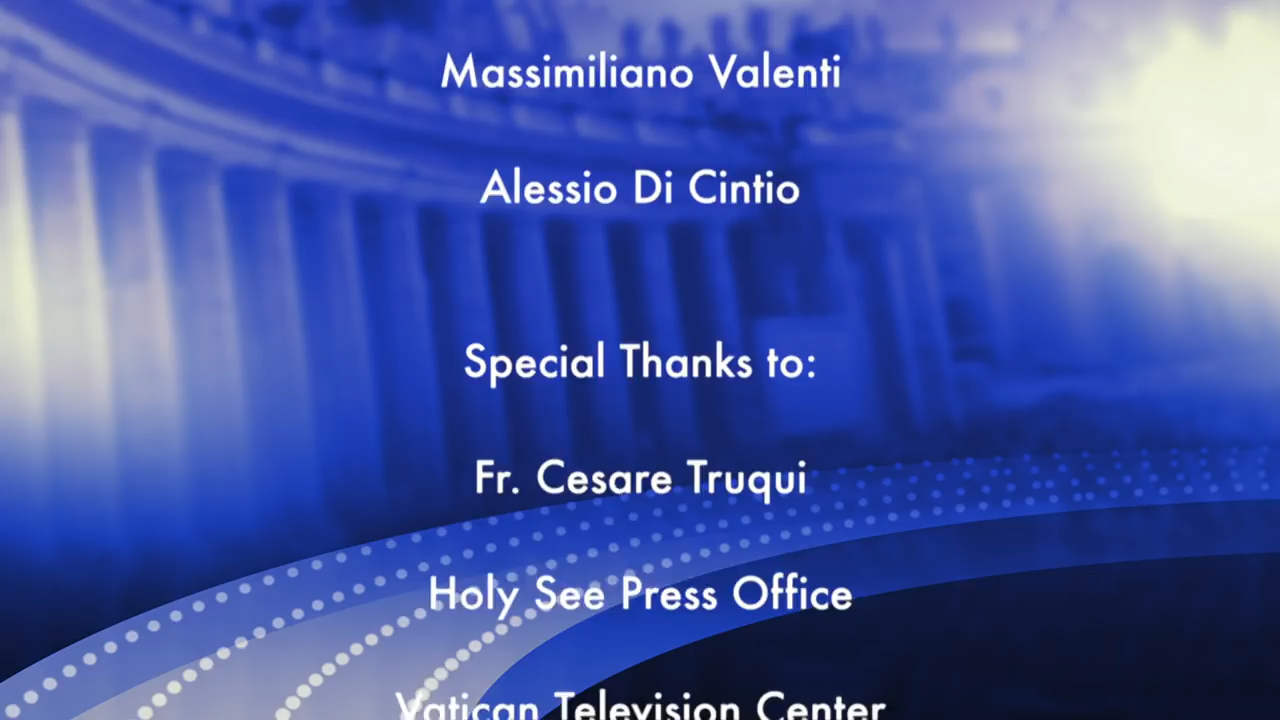 Massimiliano Valenti
Alessio Di Cintio
Special Thanks to:
Fr. Cesare Truqui
Holy See Press Office
Vatican Television Center